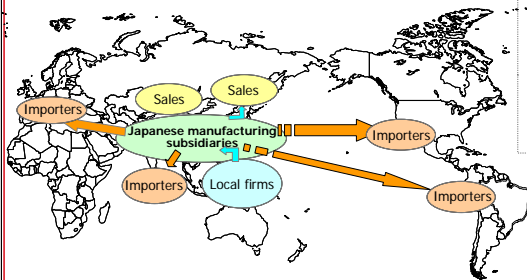 Sales
Sales
Importers
Japanese manufacturing
subsidiaries
Importers
Importers
Local firms
Importers